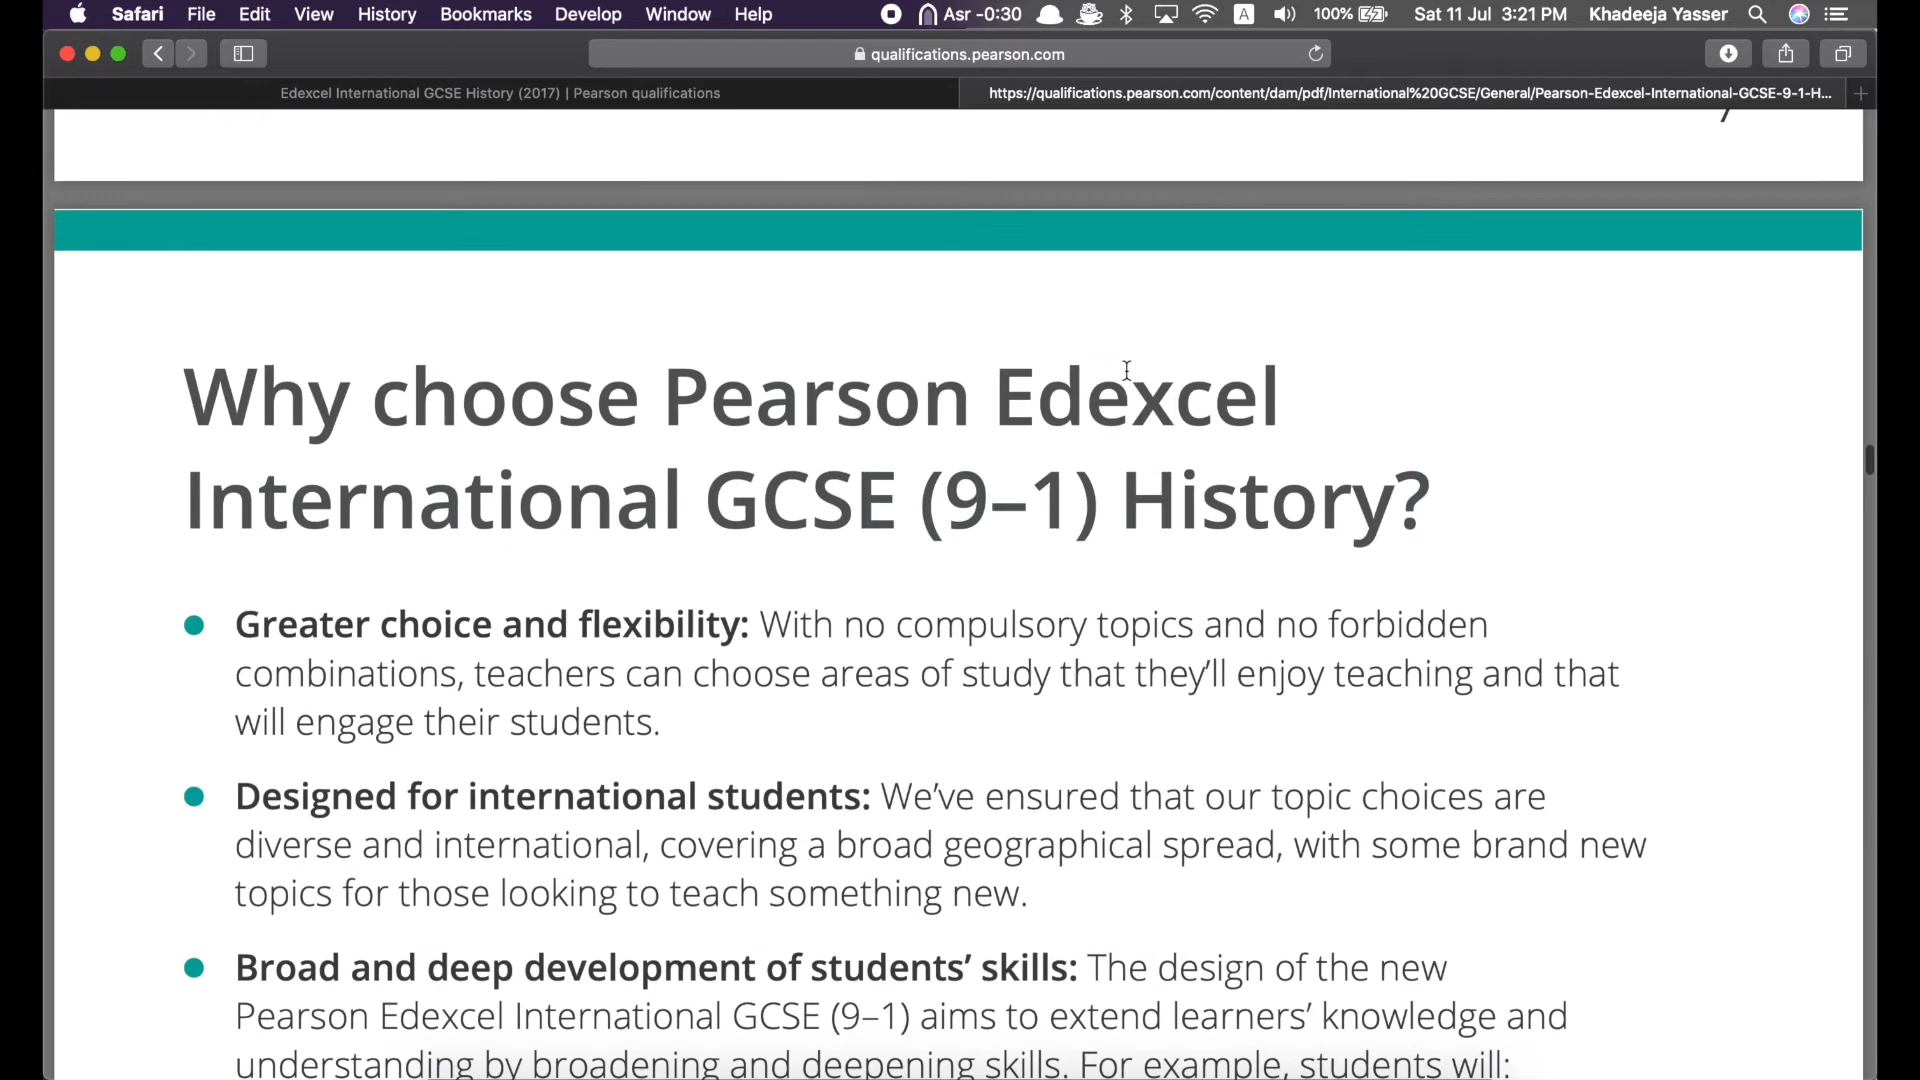 Safari File Edit View History Bookmarks Develop Window Help Asr -0:30 A 100% Sat 11 Jul 3:21 PM Khadeeja Yasser
qualifications.pearson.com
Edexcel International GCSE History (2017) | Pearson qualifications
https://qualifications.pearson.com/content/dam/pdf/International%20GCSE/General/Pearson-Edexcel-International-GCSE-9-1-H...
Why choose Pearson Edexcel
International GCSE (9–1) History?
Greater choice and flexibility: With no compulsory topics and no forbidden
combinations, teachers can choose areas of study that they’ll enjoy teaching and that
will engage their students.
Designed for international students: We’ve ensured that our topic choices are
diverse and international, covering a broad geographical spread, with some brand new
topics for those looking to teach something new.
Broad and deep development of students’ skills: The design of the new
Pearson Edexcel International GCSE (9–1) aims to extend learners’ knowledge and
understanding by broadening and deepening skills. For example, students will: